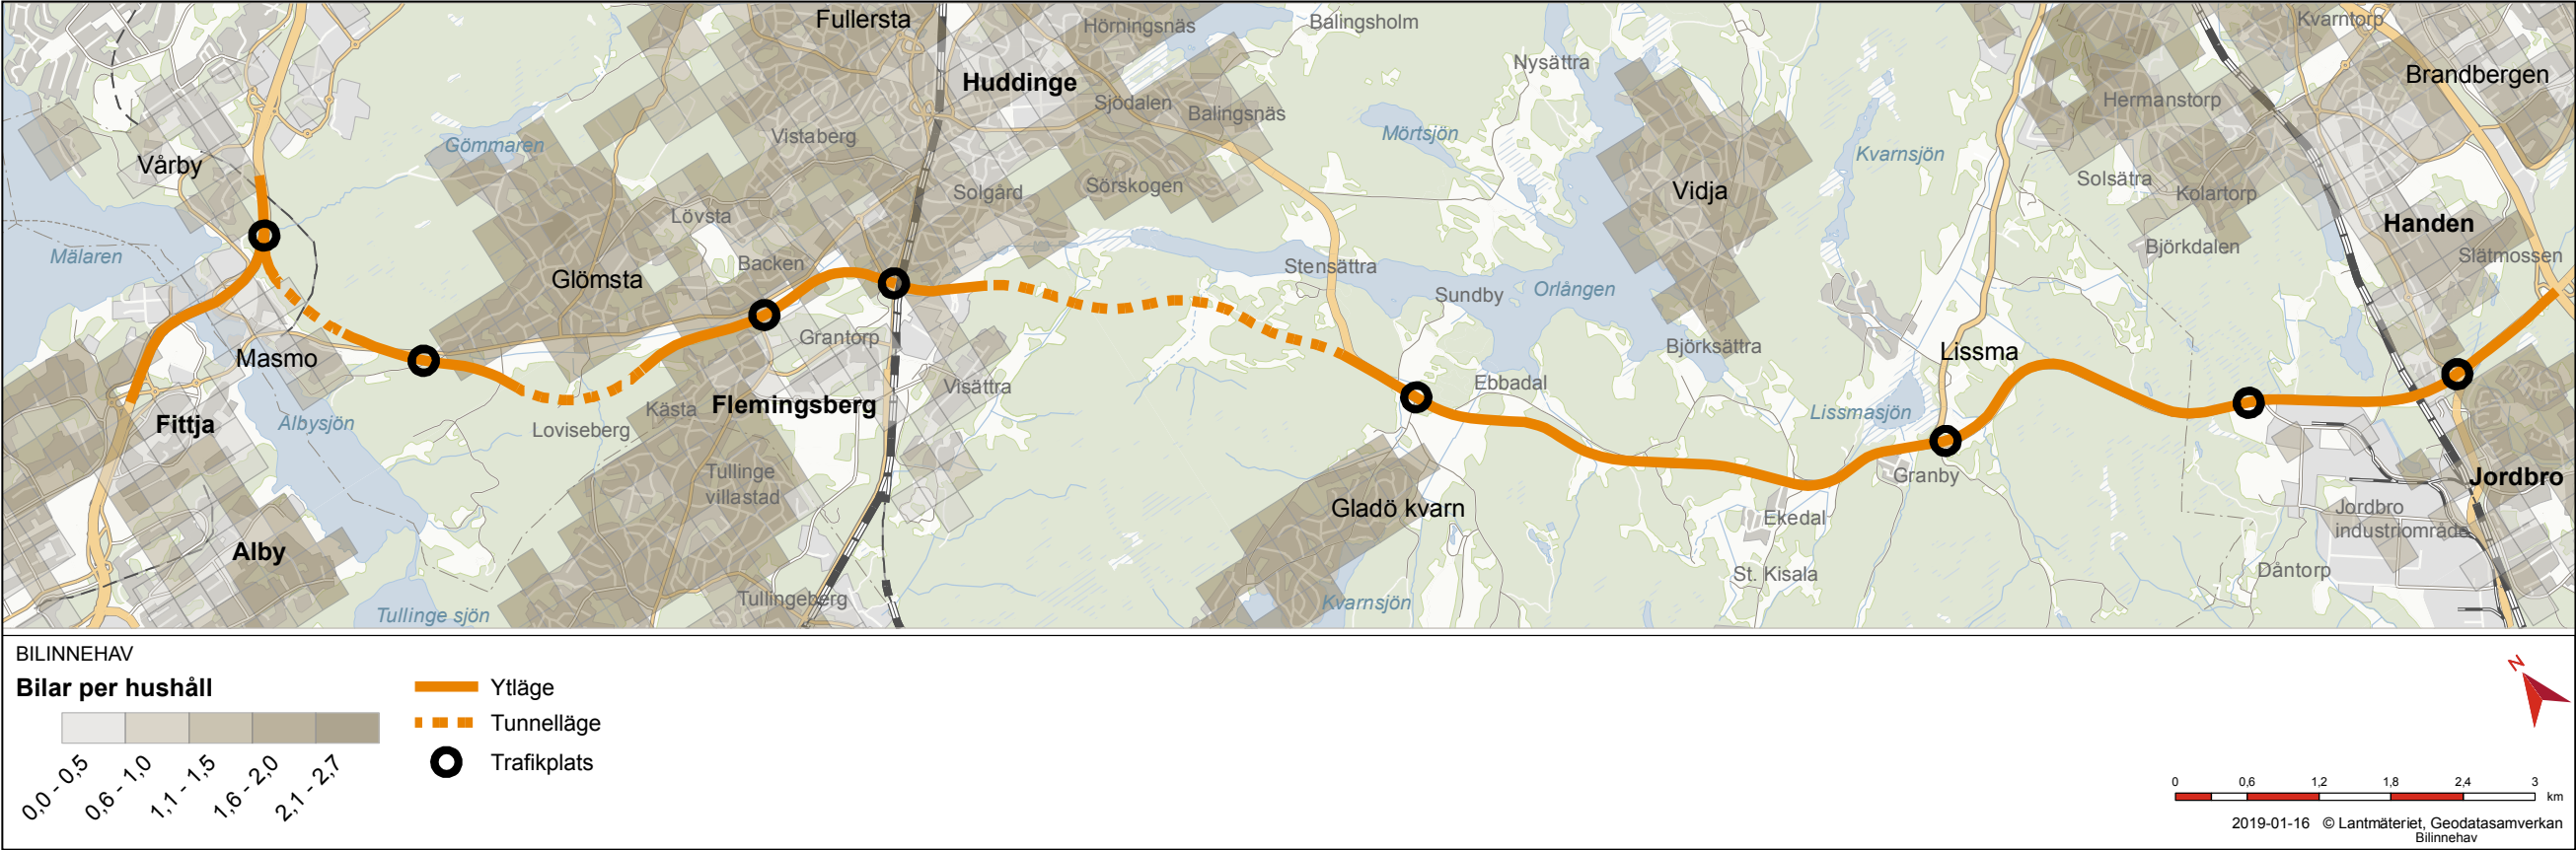 Fullersta
Hörningsnäs
Balingsholm
Kvarntorp
Nysättra
Huddinge
Brandbergen
Sjödalen
Hermanstorp
Balingsnäs
Vistaberg
Mörtsjön
Gömmaren
Kvarnsjön
Vårby
Solsätra
Solgård
Sörskogen
Vidja
Kolartorp
Lövsta
Handen
Björkdalen
Mälaren
Slätmossen
Backen
Stensättra
Glömsta
Orlången
Sundby
Grantorp
Björksättra
Lissma
Masmo
Ebbadal
Visättra
Flemingsberg
Kästa
Lissmasjön
Fittja
Albysjön
Loviseberg
Tullinge
villastad
Granby
Jordbro
Gladö kvarn
Jordbro
industriområde
Ekedal
Alby
St. Kisala
Dåntorp
Tullingeberg
Kvarnsjön
Tullinge sjön
BILINNEHAV
Bilar per hushåll
0,0 - 0,5
0,6 - 1,0
1,1 - 1,5
1,6 - 2,0
2,1 - 2,7
Ytläge
Tunnelläge
Trafikplats
N
0 0,6 1,2 1,8 2,4 3
km
2019-01-16 © Lantmäteriet, Geodatasamverkan
Bilinnehav